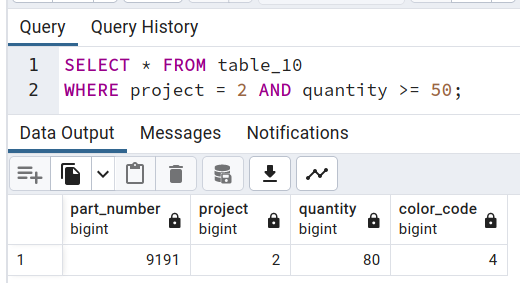 Query Query History
1 SELECT * FROM table_10
2 WHERE project = 2 AND quantity >= 50;
Data Output Messages Notifications
part_number project quantity color_code
bigint bigint bigint bigint
1 9191 2 80 4